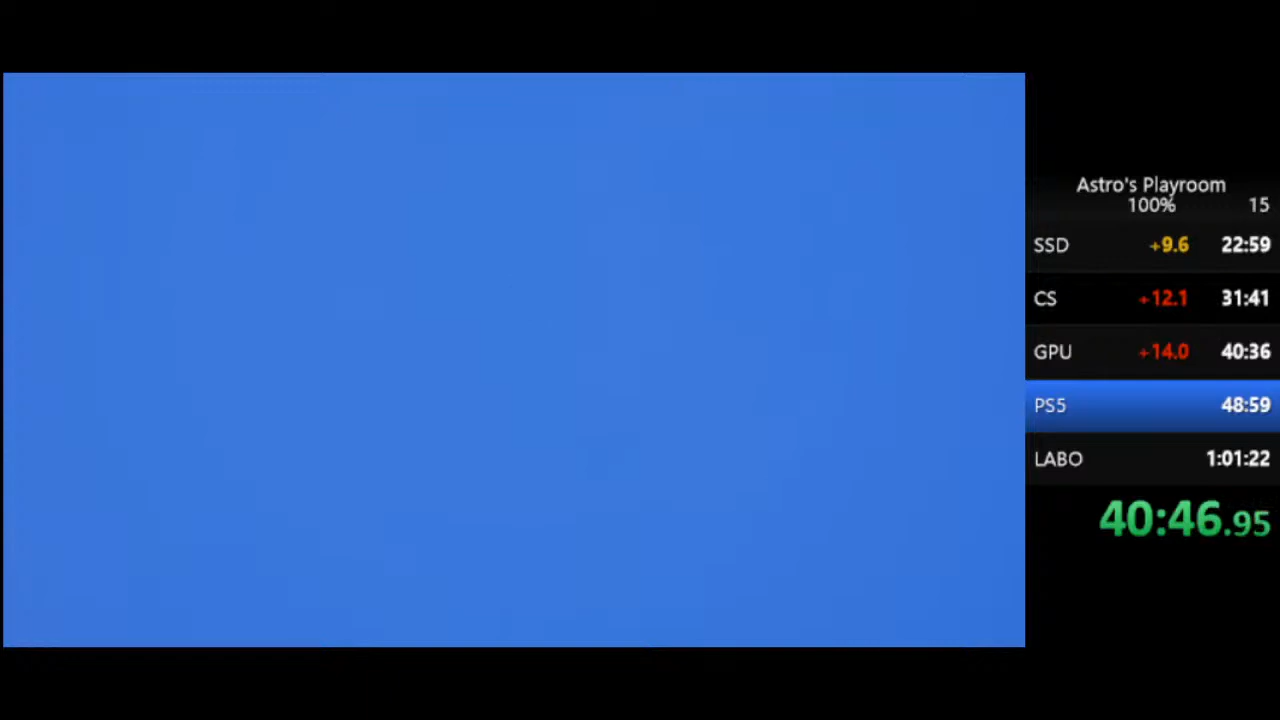 Astro's Playroom
100% 15
SSD +9.6 22:59
CS +12.1 31:41
GPU +14.0 40:36
PS5 48:59
LABO 1:01:22
40:46.95